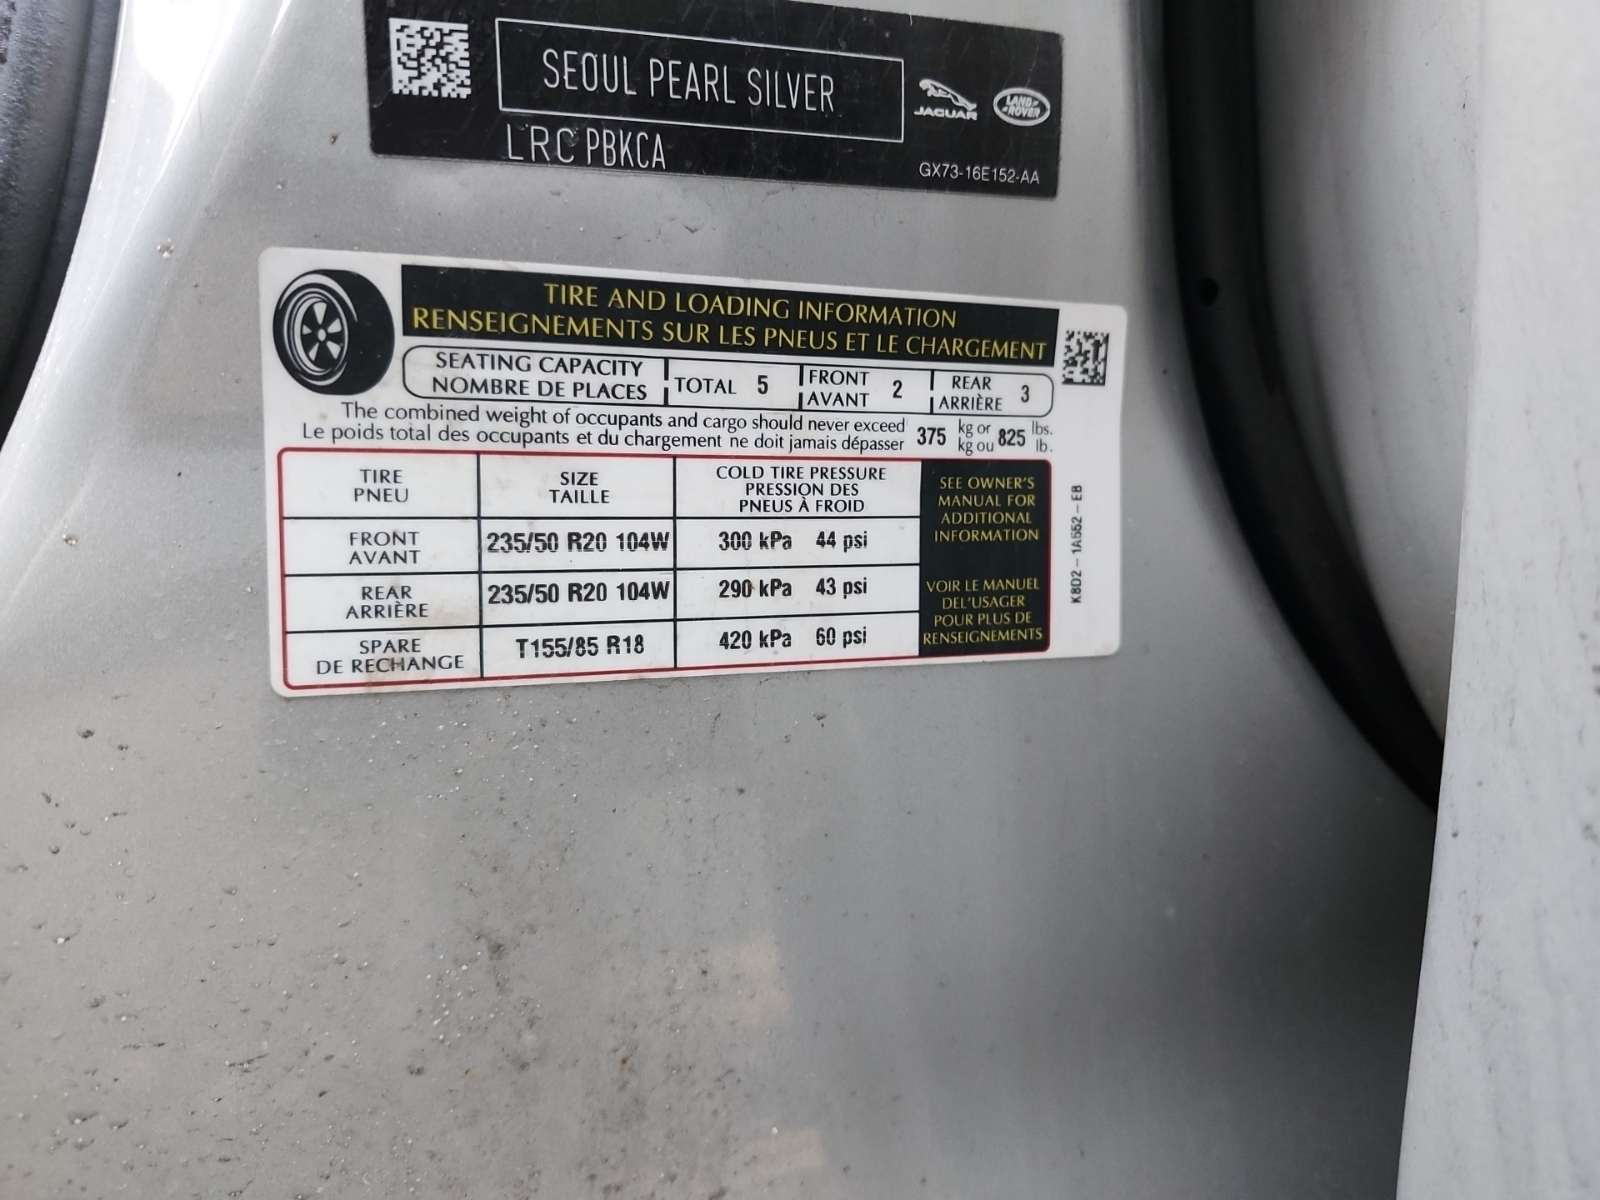 SEOUL PEARL SILVER
JAGUAR
LAND ROVER
LRC PBKCA
GX73-16E152-AA
TIRE AND LOADING INFORMATION
RENSEIGNEMENTS SUR LES PNEUS ET LE CHARGEMENT
SEATING CAPACITY
NOMBRE DE PLACES
TOTAL 5
FRONT
AVANT 2
REAR
ARRIÈRE 3
The combined weight of occupants and cargo should never exceed 375 kg or 825 lbs.
Le poids total des occupants et du chargement ne doit jamais dépasser 375 kg ou 825 lb.
TIRE
PNEU
SIZE
TAILLE
COLD TIRE PRESSURE
PRESSION DES
PNEUS À FROID
FRONT
AVANT
235/50 R20 104W
300 kPa 44 psi
REAR
ARRIÈRE
235/50 R20 104W
290 kPa 43 psi
SPARE
DE RECHANGE
T155/85 R18
420 kPa 60 psi
SEE OWNER'S
MANUAL FOR
ADDITIONAL
INFORMATION
VOIR LE MANUEL
DEL'USAGER
POUR PLUS DE
RENSEIGNEMENTS
K8D2 - 1A552 - EB